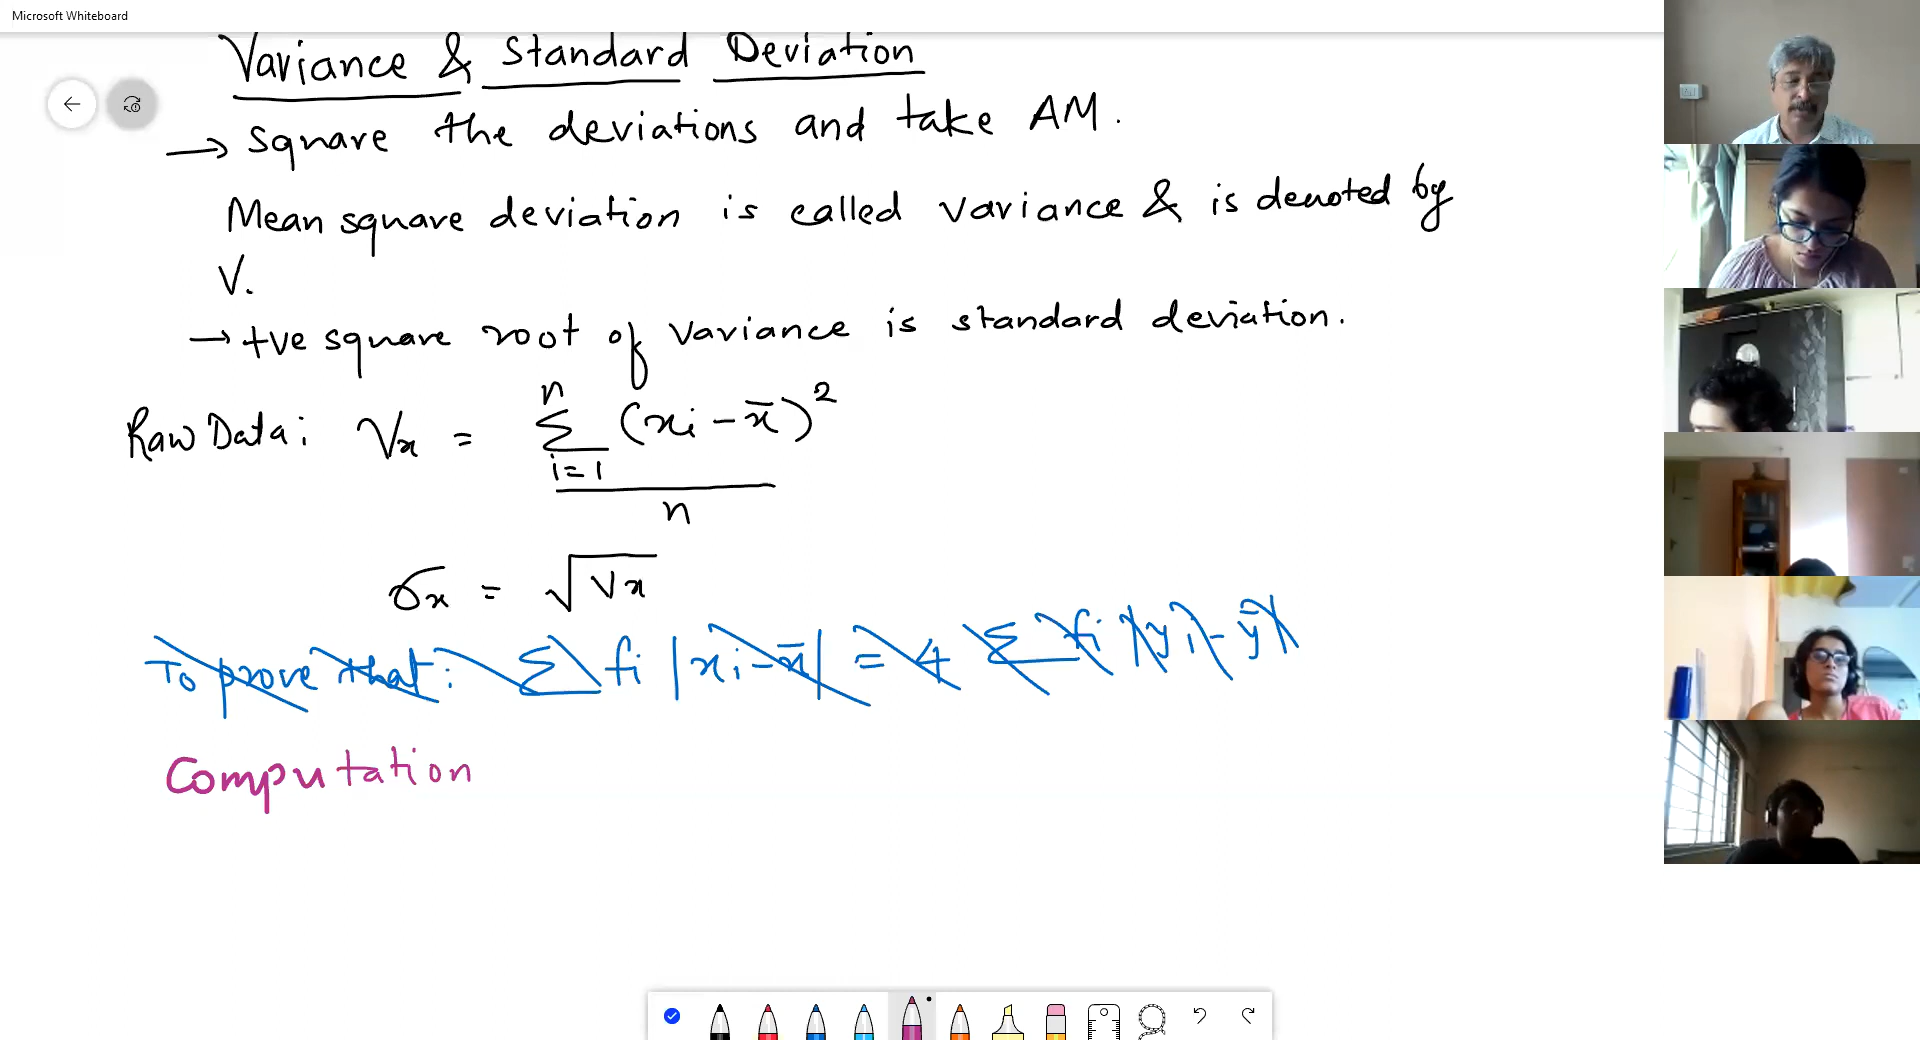 Microsoft Whiteboard
Variance & Standard Deviation
→ square the deviations and take AM.
Mean square deviation is called variance & is denoted by
V.
→ +ve square root of variance is standard deviation.
Raw Data: Vx = n Σ i=1 (xi - x̄)² / n
σx = √Vx
To prove that: Σ fi |xi - x̄| = 4 Σ fi |yi - ȳ|
Computation